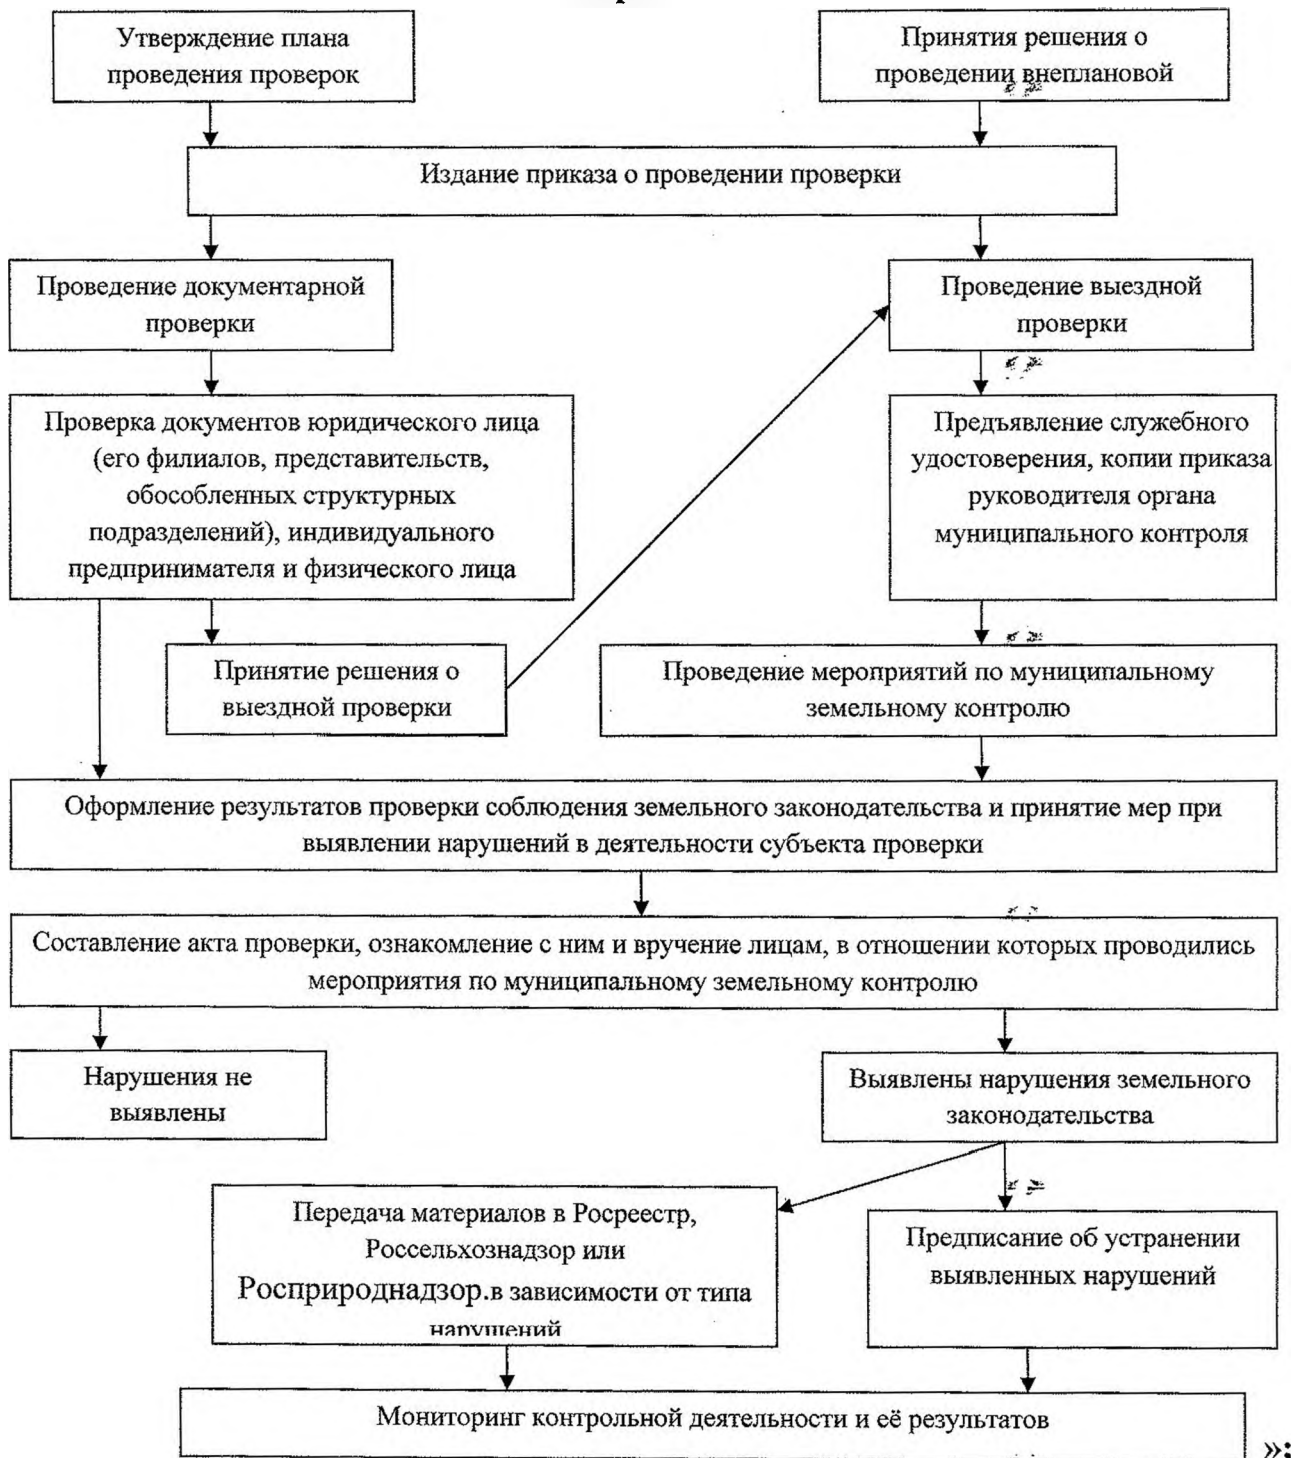 Утверждение плана
проведения проверок
Принятия решения о
проведении внеплановой
Издание приказа о проведении проверки
Проведение документарной
проверки
Проведение выездной
проверки
Проверка документов юридического лица
(его филиалов, представительств,
обособленных структурных
подразделений), индивидуального
предпринимателя и физического лица
Предъявление служебного
удостоверения, копии приказа
руководителя органа
муниципального контроля
Принятие решения о
выездной проверки
Проведение мероприятий по муниципальному
земельному контролю
Оформление результатов проверки соблюдения земельного законодательства и принятие мер при
выявлении нарушений в деятельности субъекта проверки
Составление акта проверки, ознакомление с ним и вручение лицам, в отношении которых проводились
мероприятия по муниципальному земельному контролю
Нарушения не
выявлены
Выявлены нарушения земельного
законодательства
Передача материалов в Росреестр,
Россельхознадзор или
Росприроднадзор.в зависимости от типа
нарушений
Предписание об устранении
выявленных нарушений
Мониторинг контрольной деятельности и её результатов
»;